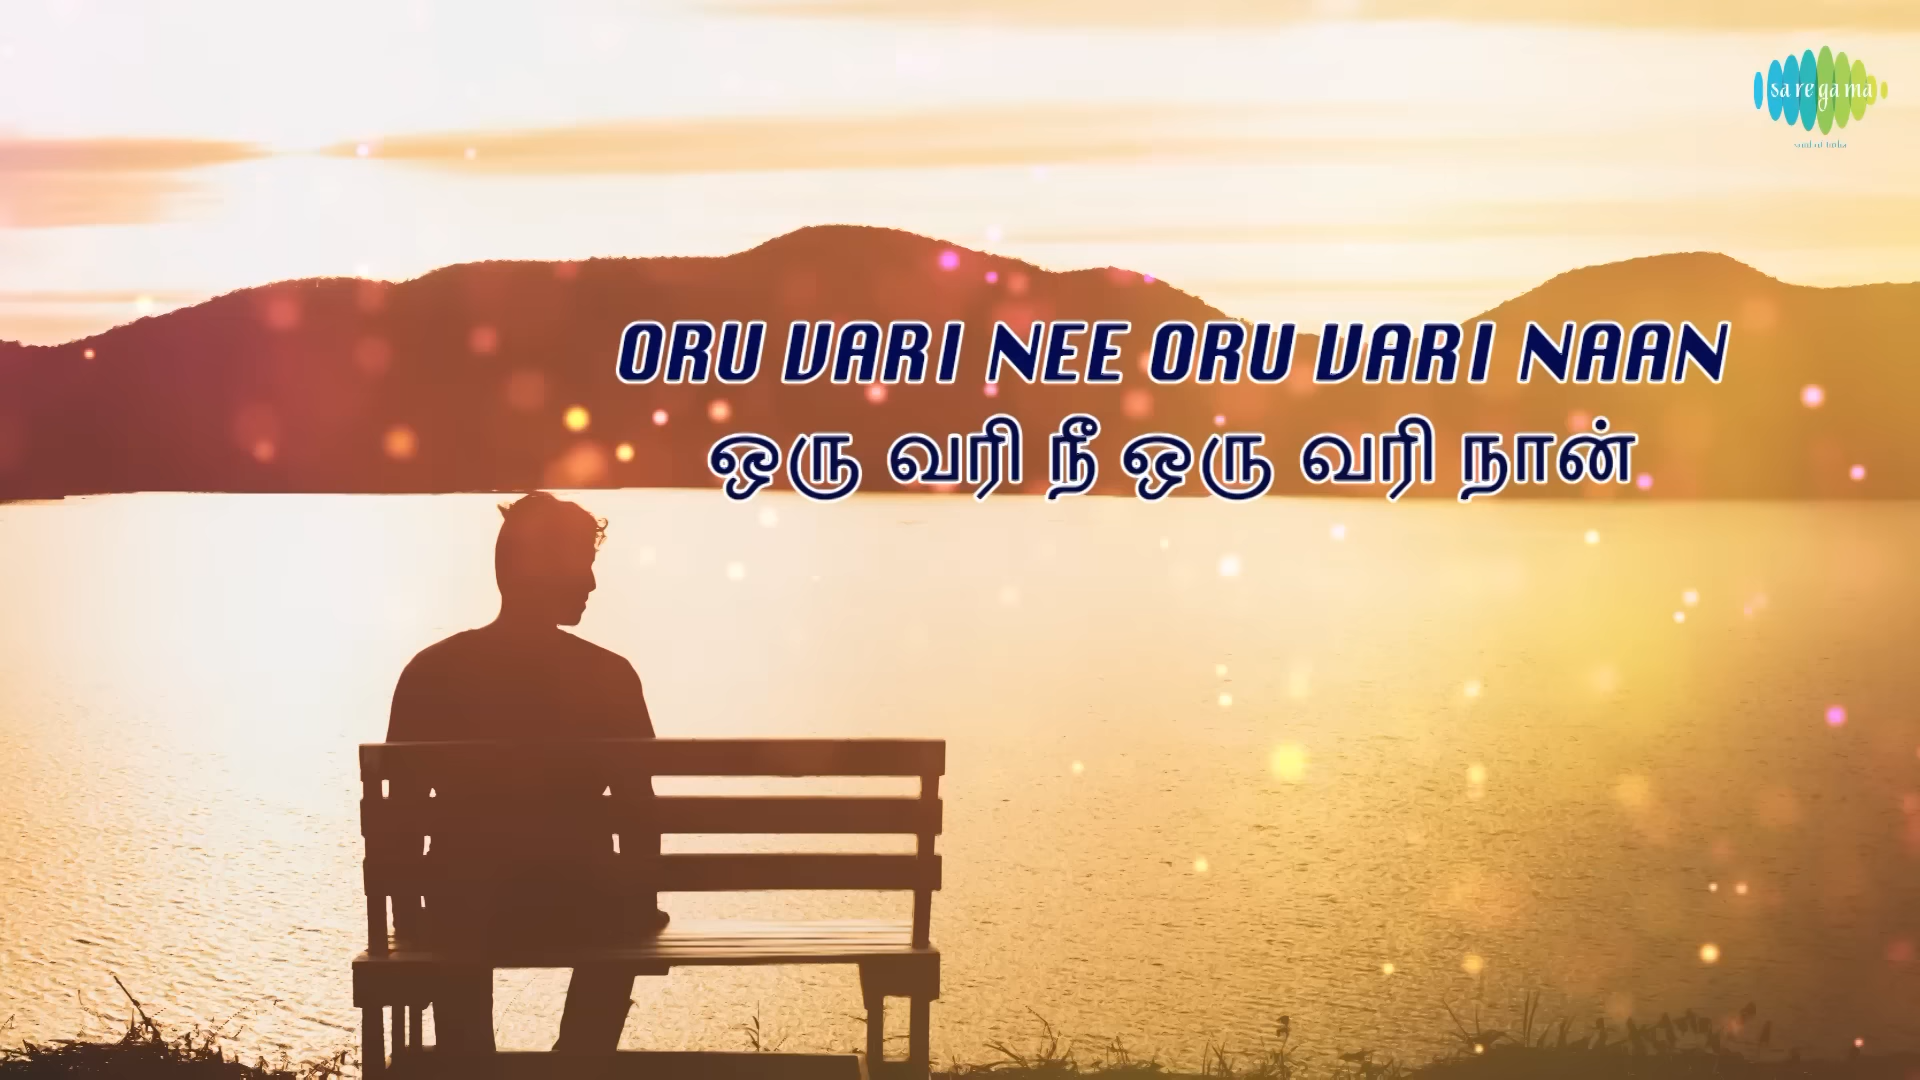 sa re ga ma
ORU VARI NEE ORU VARI NAAN
ஒரு வரி நீ ஒரு வரி நான்